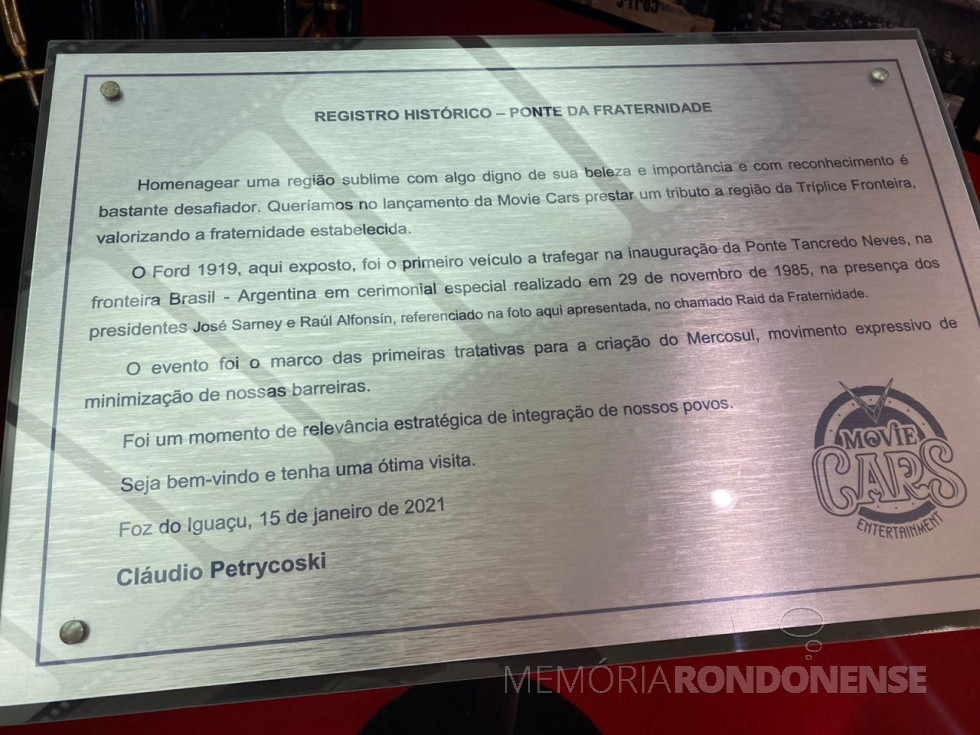 REGISTRO HISTÓRICO – PONTE DA FRATERNIDADE
Homenagear uma região sublime com algo digno de sua beleza e importância e com reconhecimento é
bastante desafiador. Queríamos no lançamento da Movie Cars prestar um tributo a região da Tríplice Fronteira,
valorizando a fraternidade estabelecida.
O Ford 1919, aqui exposto, foi o primeiro veículo a trafegar na inauguração da Ponte Tancredo Neves, na
fronteira Brasil - Argentina em cerimonial especial realizado em 29 de novembro de 1985, na presença dos
presidentes José Sarney e Raúl Alfonsín, referenciado na foto aqui apresentada, no chamado Raid da Fraternidade.
O evento foi o marco das primeiras tratativas para a criação do Mercosul, movimento expressivo de
minimização de nossas barreiras.
Foi um momento de relevância estratégica de integração de nossos povos.
Seja bem-vindo e tenha uma ótima visita.
Foz do Iguaçu, 15 de janeiro de 2021
Cláudio Petrycoski
MOVIE
CARS
ENTERTAINMENT
MEMÓRIARONDONENSE